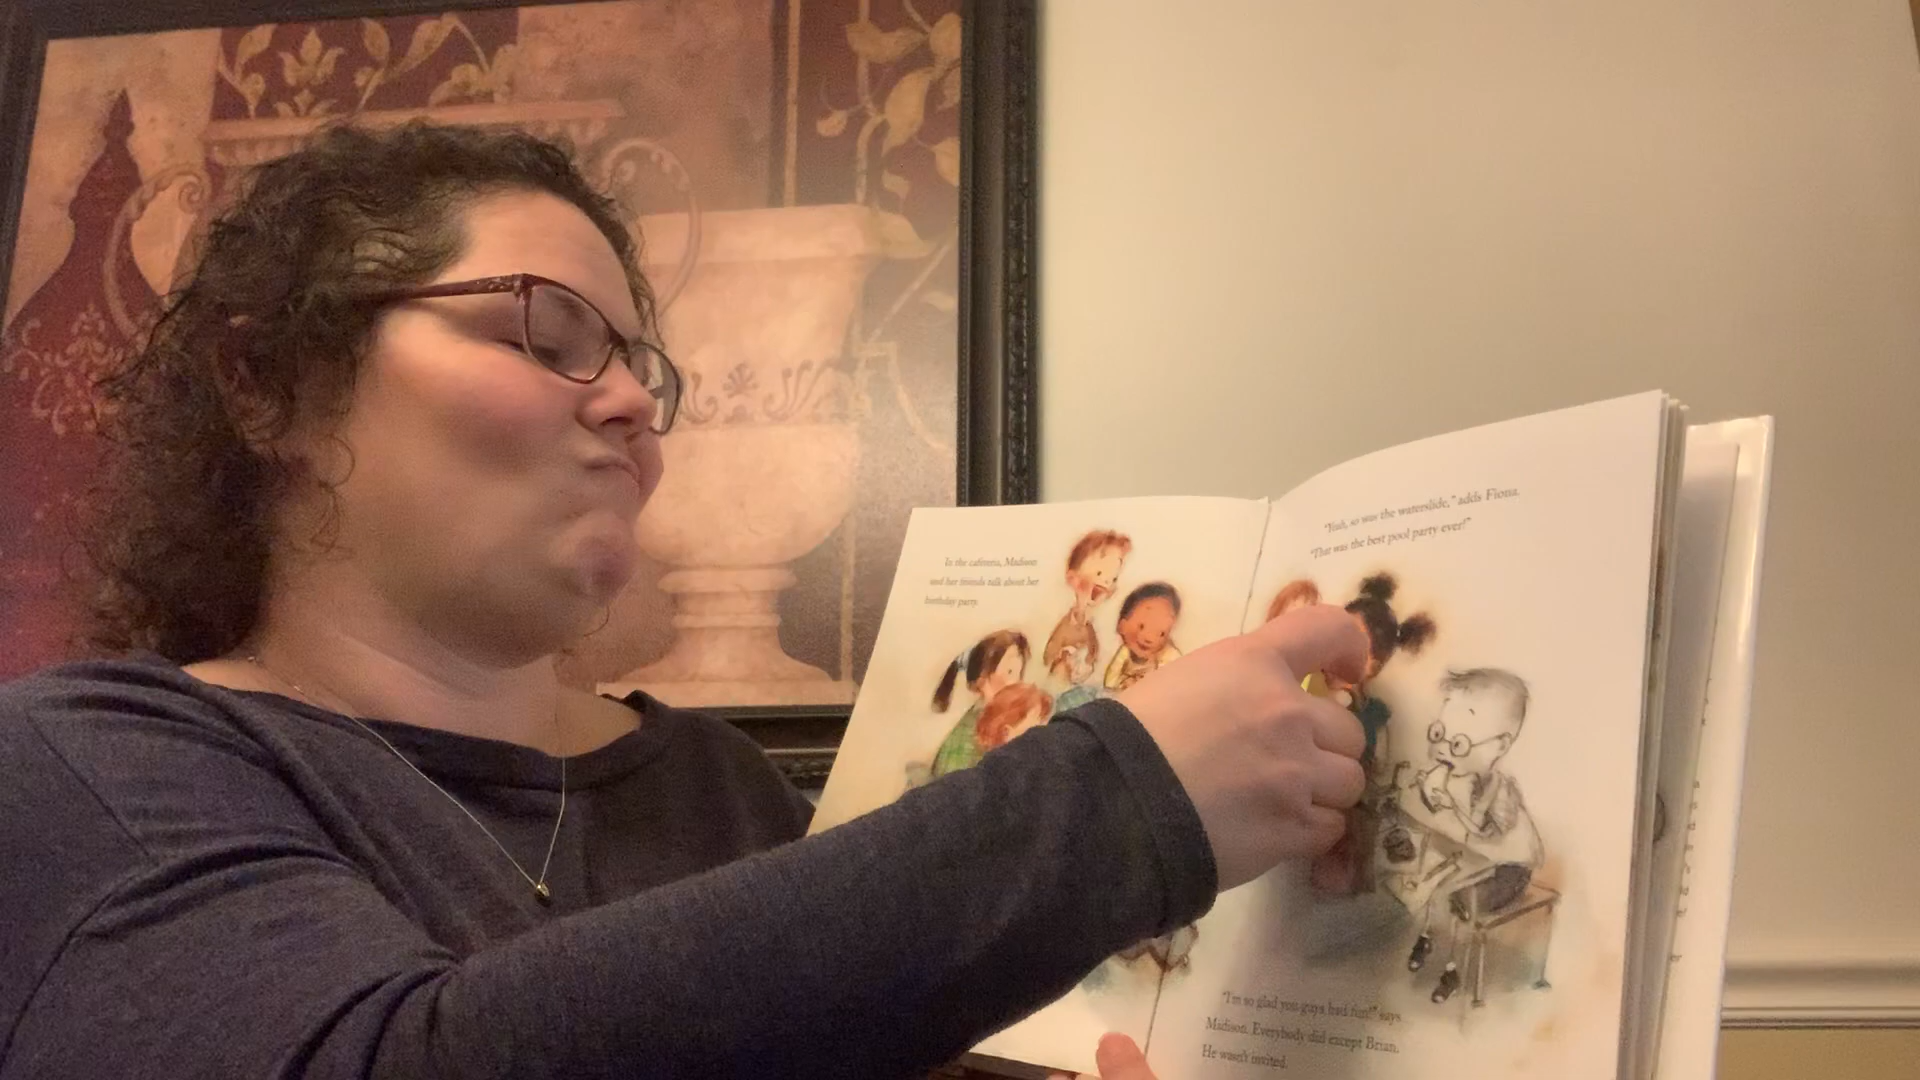 In the cafeteria, Madison
and her friends talk about her
birthday party.
"Yeah, so was the waterslide," adds Fiona.
"That was the best pool party ever!"
"I'm so glad you guys had fun!" says
Madison. Everybody did except Brian.
He wasn't invited.